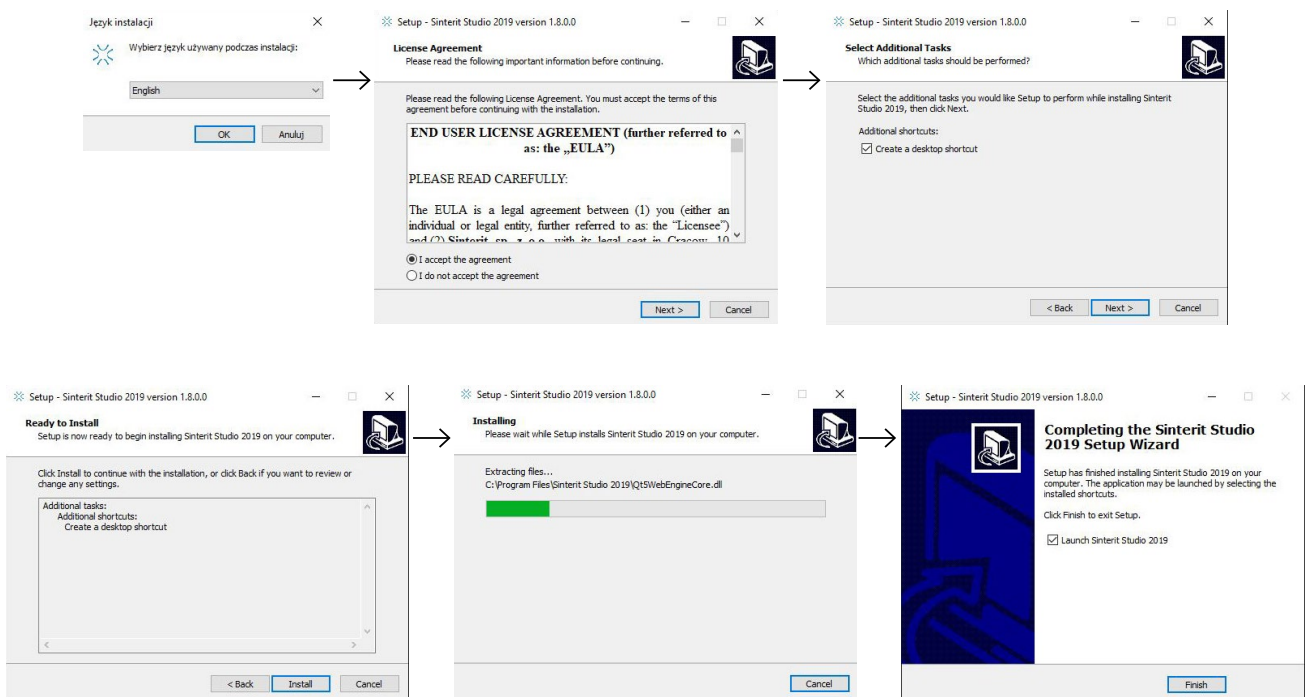 Język instalacji
Wybierz język używany podczas instalacji:
English
OK Anuluj
Setup - Sinterit Studio 2019 version 1.8.0.0
License Agreement
Please read the following important information before continuing.
Please read the following License Agreement. You must accept the terms of this
agreement before continuing with the installation.
END USER LICENSE AGREEMENT (further referred to
as: the „EULA”)
PLEASE READ CAREFULLY:
The EULA is a legal agreement between (1) you (either an
individual or legal entity, further referred to as: the “Licensee”)
and (2) Sinterit sp. z o.o. with its legal seat in Cracow, 10
I accept the agreement
I do not accept the agreement
Next > Cancel
Setup - Sinterit Studio 2019 version 1.8.0.0
Select Additional Tasks
Which additional tasks should be performed?
Select the additional tasks you would like Setup to perform while installing Sinterit
Studio 2019, then click Next.
Additional shortcuts:
Create a desktop shortcut
< Back Next > Cancel
Setup - Sinterit Studio 2019 version 1.8.0.0
Ready to Install
Setup is now ready to begin installing Sinterit Studio 2019 on your computer.
Click Install to continue with the installation, or click Back if you want to review or
change any settings.
Additional tasks:
Additional shortcuts:
Create a desktop shortcut
< Back Install Cancel
Setup - Sinterit Studio 2019 version 1.8.0.0
Installing
Please wait while Setup installs Sinterit Studio 2019 on your computer.
Extracting files...
C:\Program Files\Sinterit Studio 2019\Qt5WebEngineCore.dll
Cancel
Setup - Sinterit Studio 2019 version 1.8.0.0
Completing the Sinterit Studio
2019 Setup Wizard
Setup has finished installing Sinterit Studio 2019 on your
computer. The application may be launched by selecting the
installed shortcuts.
Click Finish to exit Setup.
Launch Sinterit Studio 2019
Finish